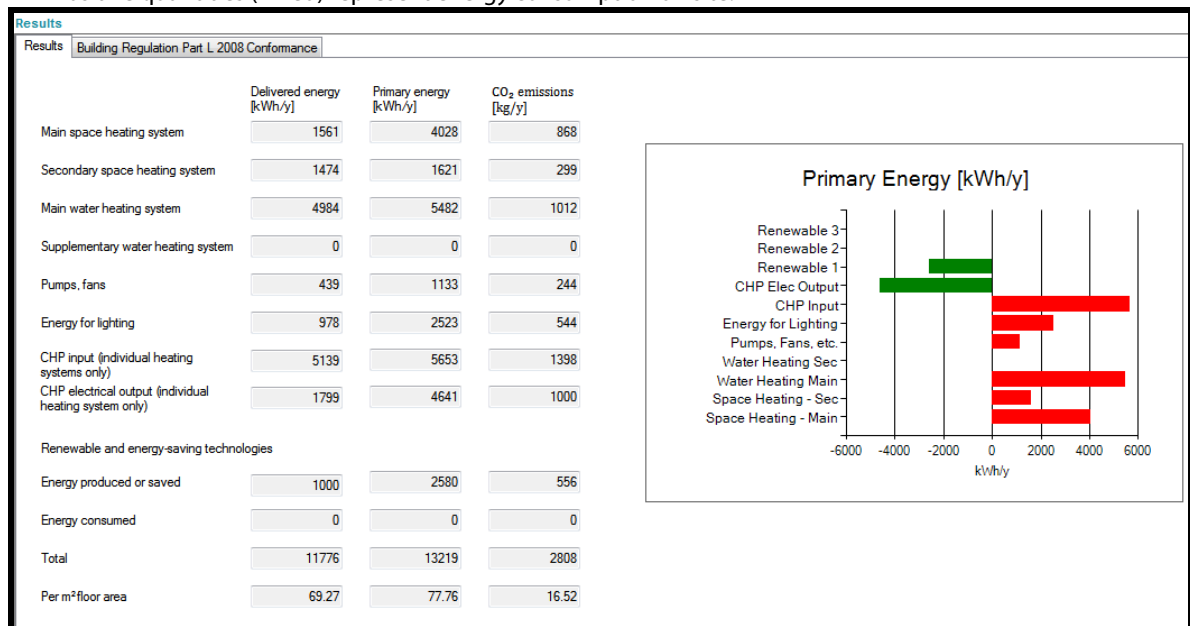 Results
Results Building Regulation Part L 2008 Conformance
Delivered energy [kWh/y] Primary energy [kWh/y] CO₂ emissions [kg/y]
Main space heating system 1561 4028 868
Secondary space heating system 1474 1621 299
Main water heating system 4984 5482 1012
Supplementary water heating system 0 0 0
Pumps, fans 439 1133 244
Energy for lighting 978 2523 544
CHP input (individual heating systems only) 5139 5653 1398
CHP electrical output (individual heating system only) 1799 4641 1000
Renewable and energy-saving technologies
Energy produced or saved 1000 2580 556
Energy consumed 0 0 0
Total 11776 13219 2808
Per m² floor area 69.27 77.76 16.52
Primary Energy [kWh/y]
Renewable 3
Renewable 2
Renewable 1
CHP Elec Output
CHP Input
Energy for Lighting
Pumps, Fans, etc.
Water Heating Sec
Water Heating Main
Space Heating - Sec
Space Heating - Main
-6000 -4000 -2000 0 2000 4000 6000
kWh/y